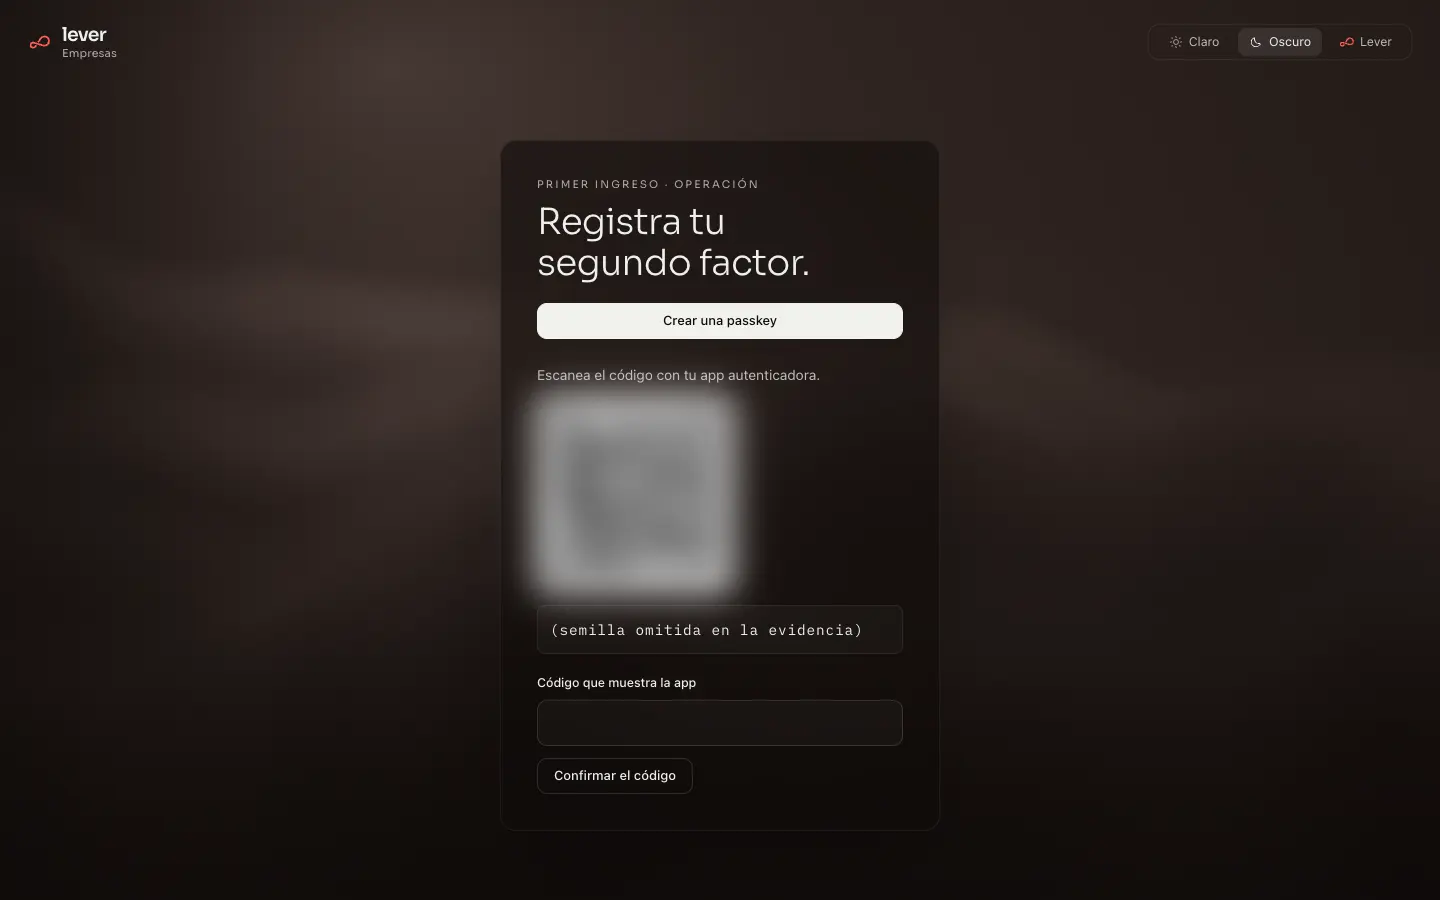 lever
Empresas
Claro
Oscuro
Lever
PRIMER INGRESO · OPERACIÓN
Registra tu
segundo factor.
Crear una passkey
Escanea el código con tu app autenticadora.
(semilla omitida en la evidencia)
Código que muestra la app
Confirmar el código